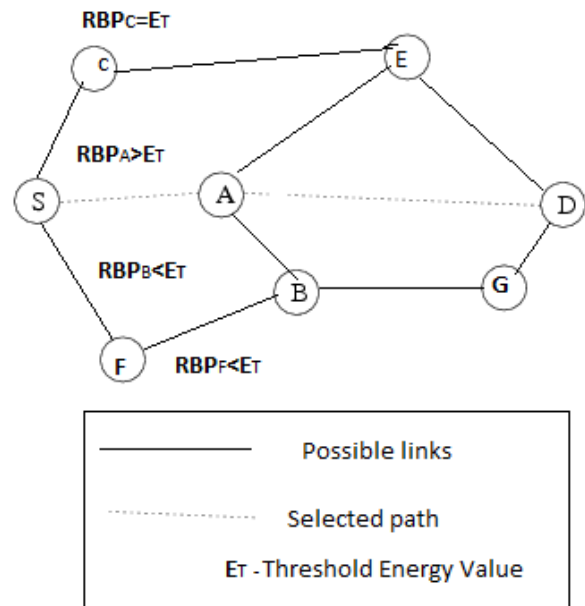 RBPC=ET
C
E
RBPA>ET
S
A
D
RBPB<ET
B
G
F
RBPF<ET
Possible links
Selected path
ET -Threshold Energy Value